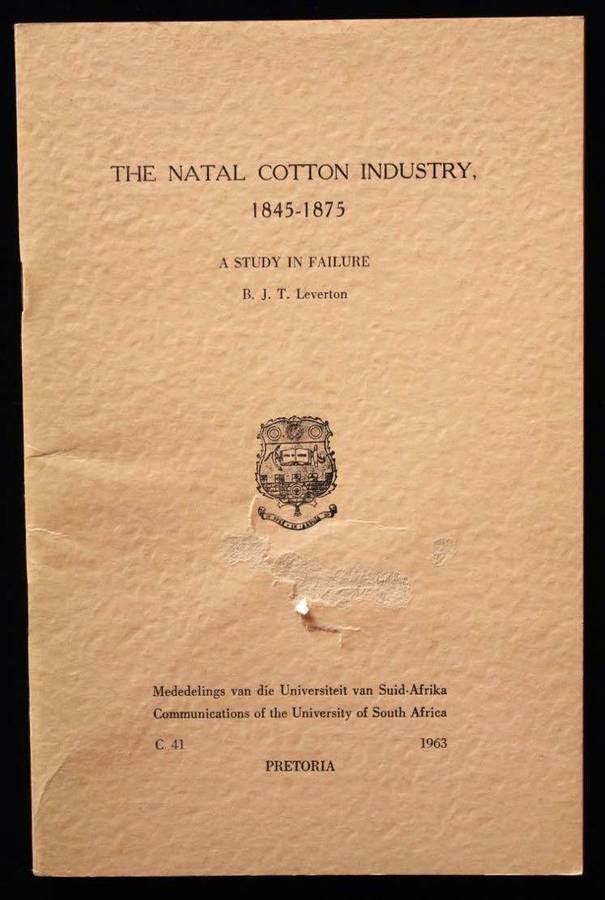 THE NATAL COTTON INDUSTRY,
1845-1875
A STUDY IN FAILURE
B. J. T. Leverton
Mededelings van die Universiteit van Suid-Afrika
Communications of the University of South Africa
C 41 1963
PRETORIA